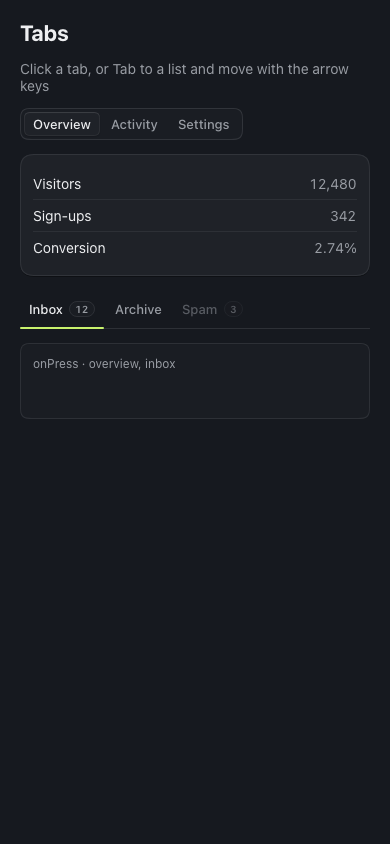 Tabs
Click a tab, or Tab to a list and move with the arrow
keys
Overview Activity Settings
Visitors 12,480
Sign-ups 342
Conversion 2.74%
Inbox 12 Archive Spam 3
onPress · overview, inbox